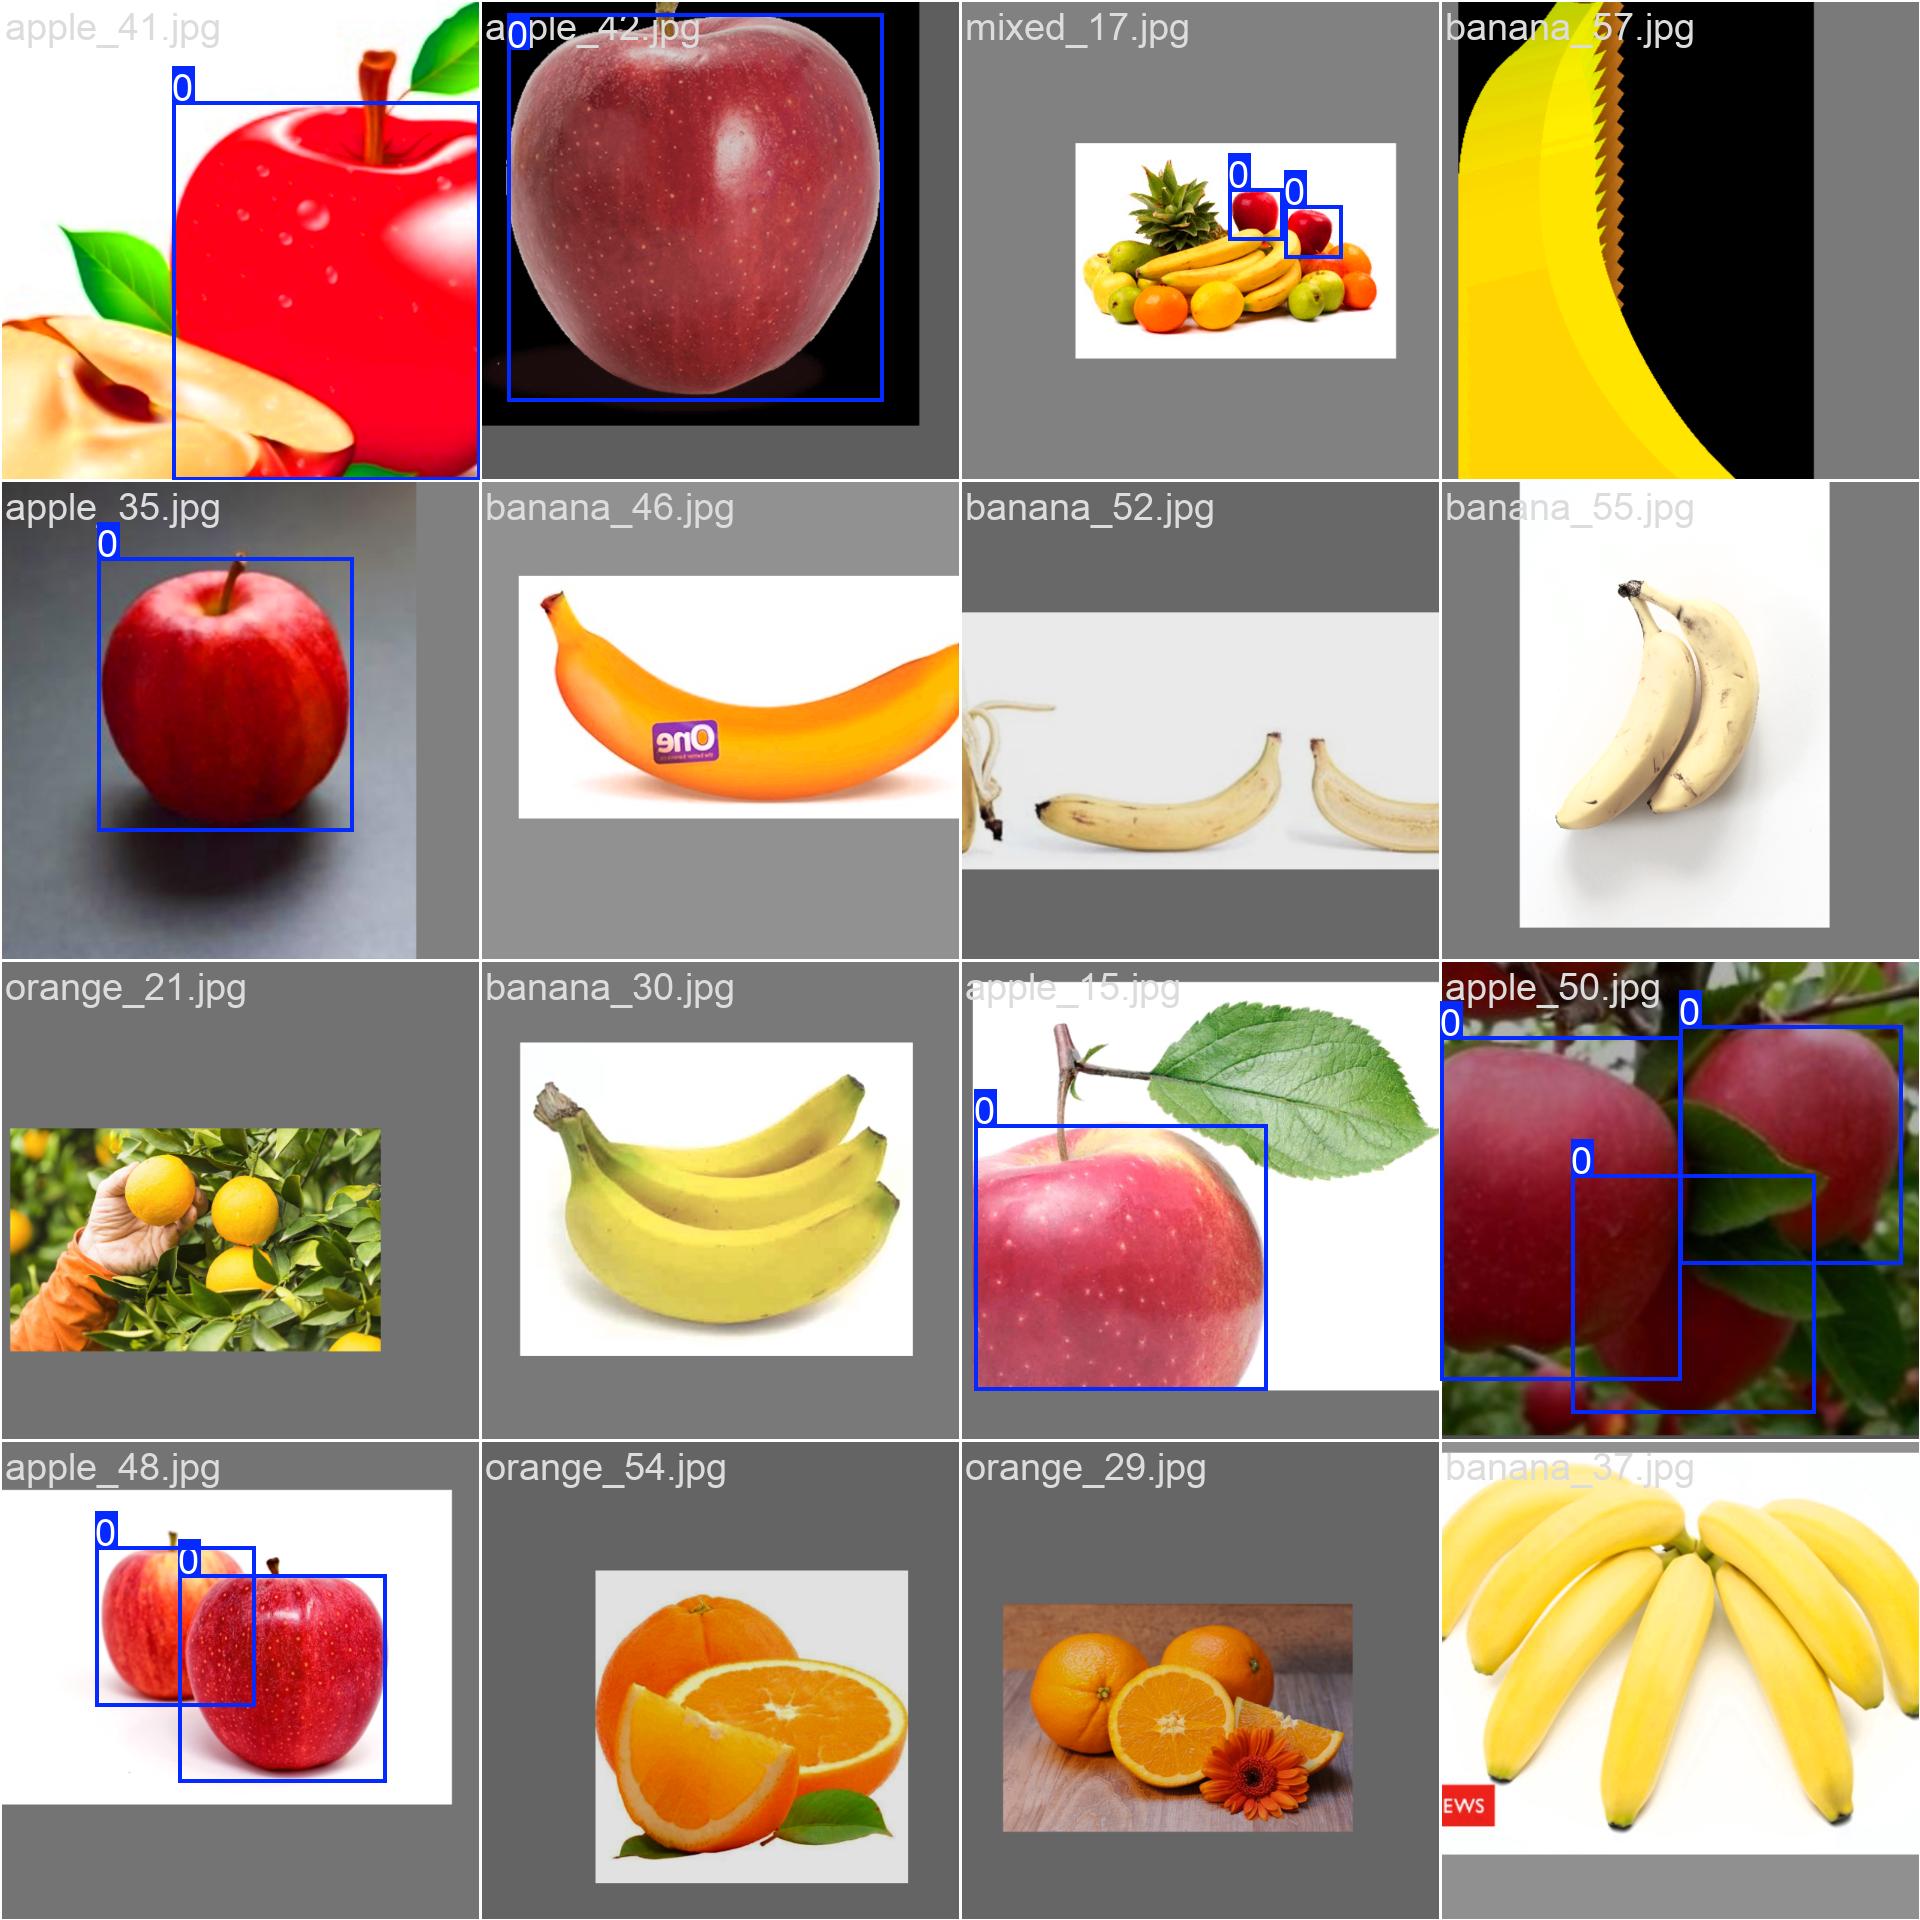 apple_41.jpg
0
apple_42.jpg
0
mixed_17.jpg
0
0
banana_57.jpg
apple_35.jpg
0
banana_46.jpg
One
banana_52.jpg
banana_55.jpg
orange_21.jpg
banana_30.jpg
apple_15.jpg
0
apple_50.jpg
0
0
0
apple_48.jpg
0
0
orange_54.jpg
orange_29.jpg
banana_37.jpg
EWS